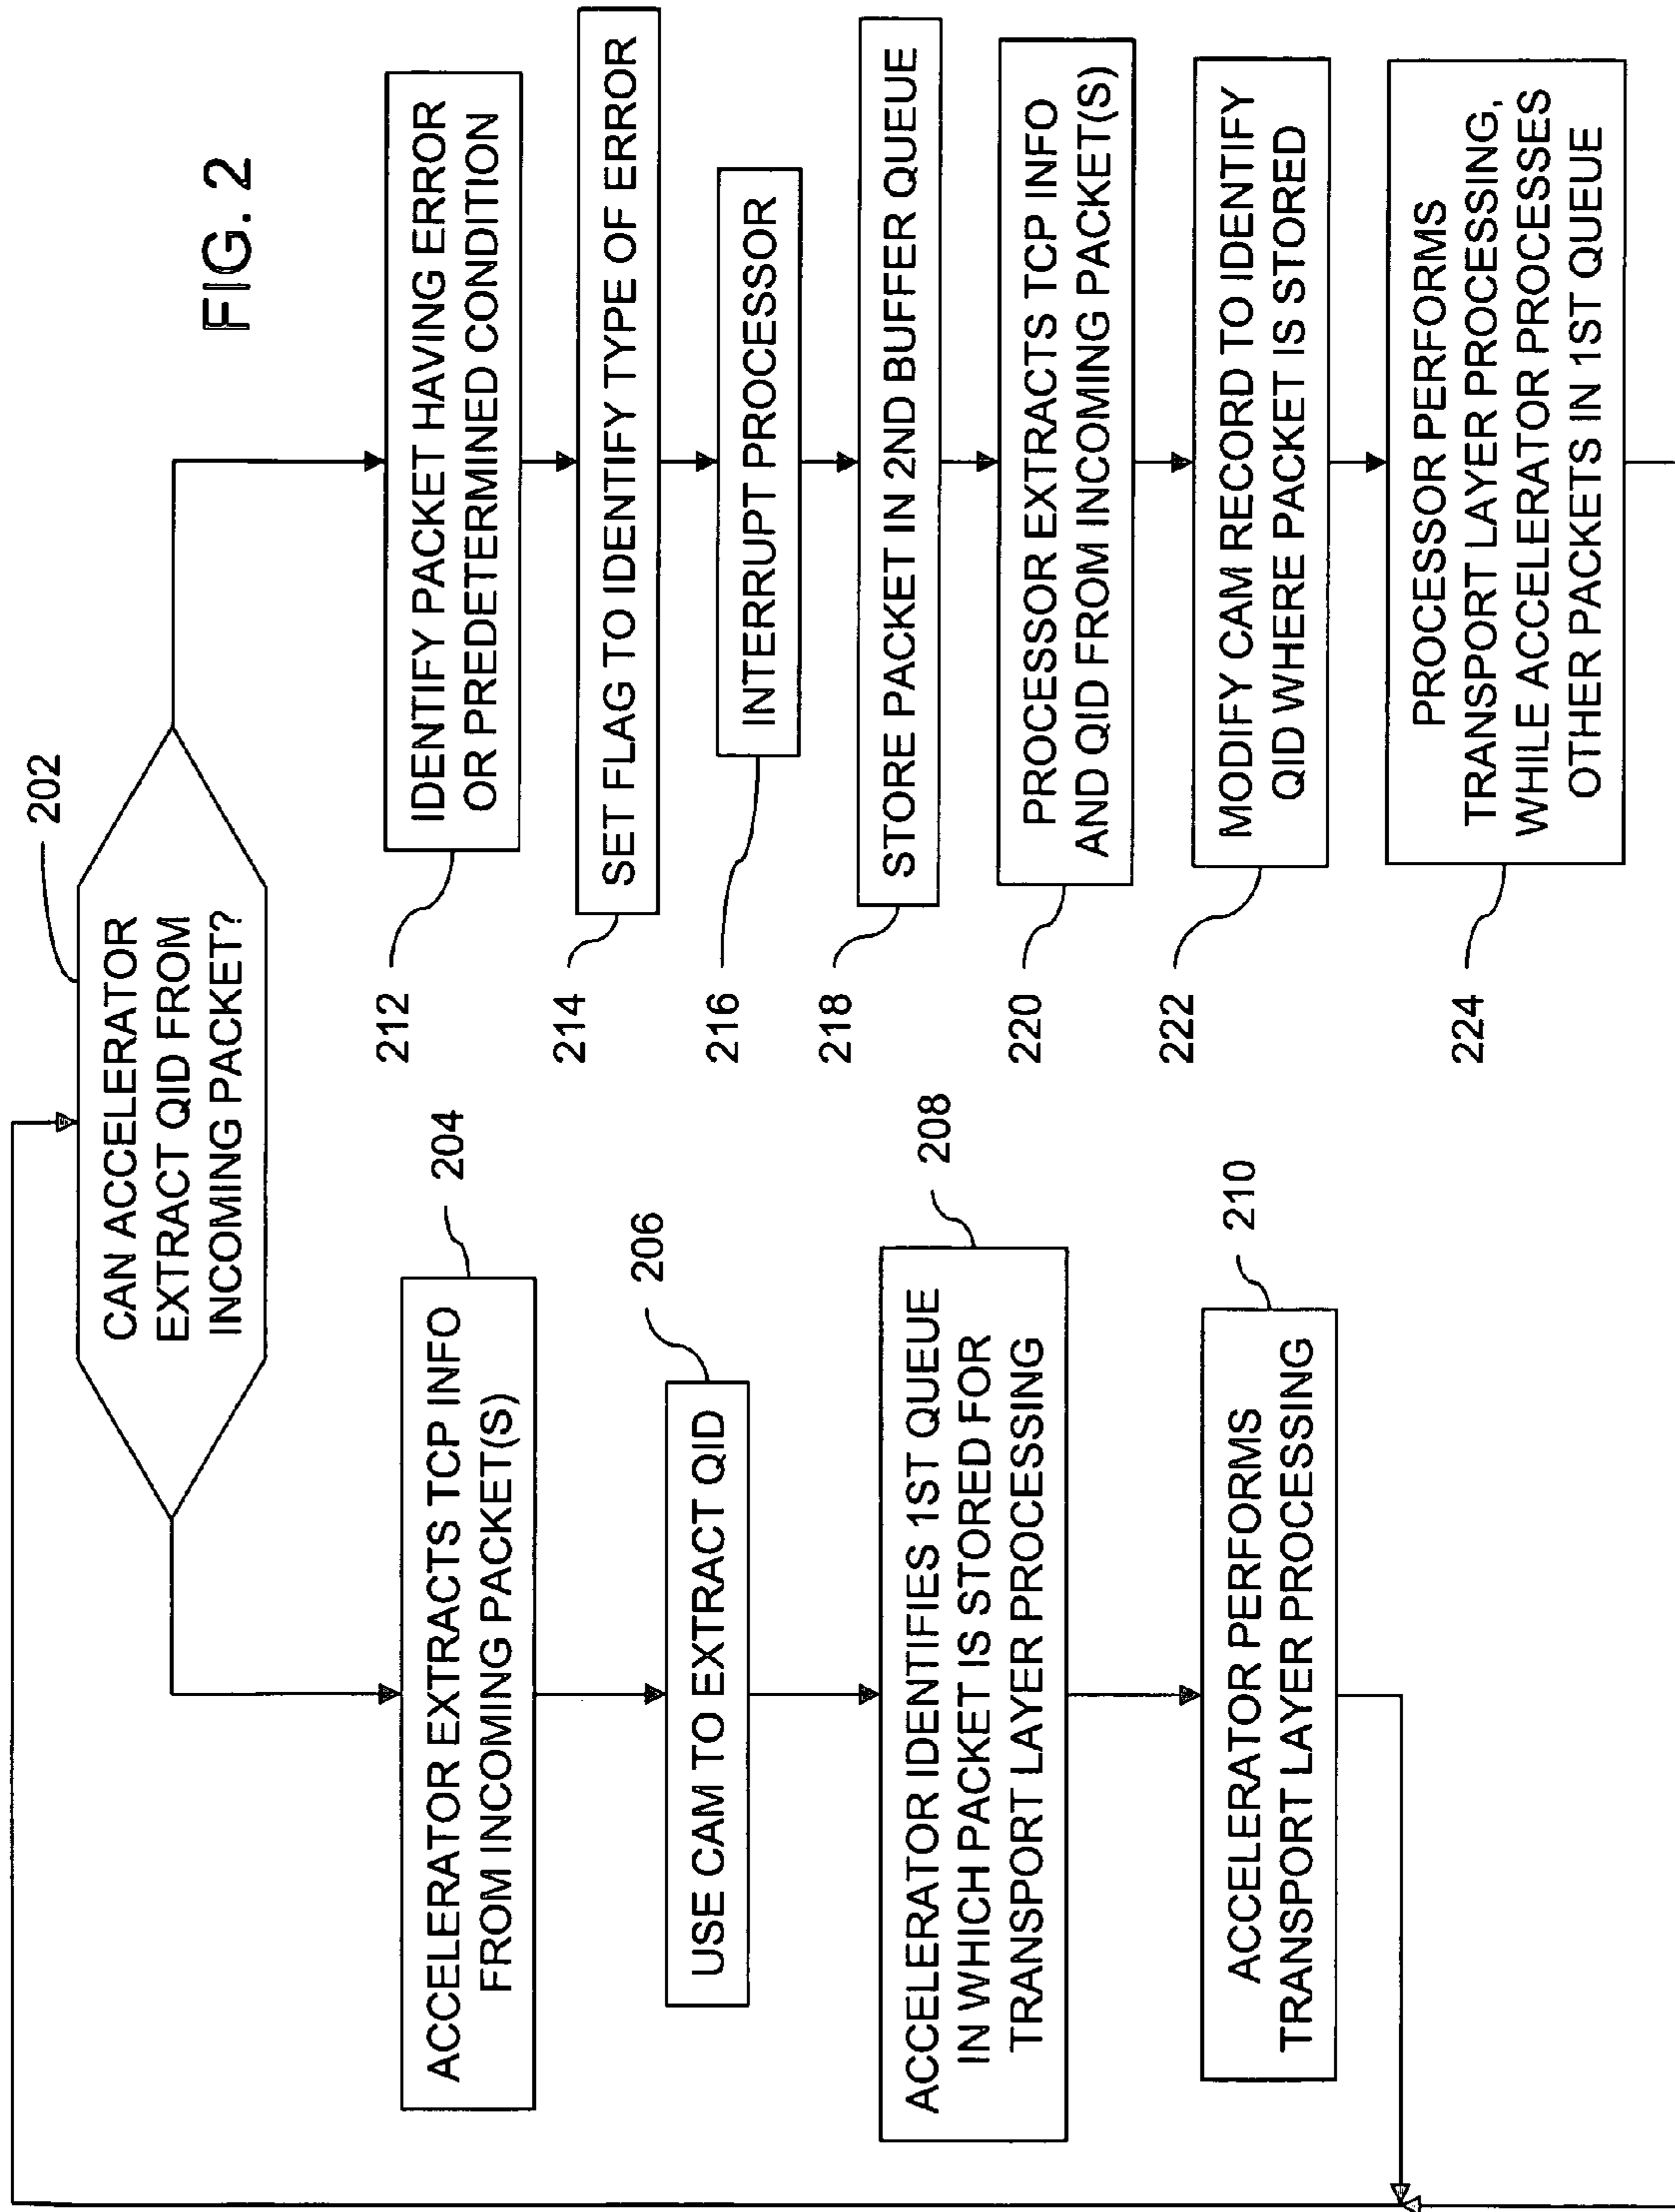 FIG. 2
202
CAN ACCELERATOR
EXTRACT QID FROM
INCOMING PACKET?
204
ACCELERATOR EXTRACTS TCP INFO
FROM INCOMING PACKET(S)
206
USE CAM TO EXTRACT QID
208
ACCELERATOR IDENTIFIES 1ST QUEUE
IN WHICH PACKET IS STORED FOR
TRANSPORT LAYER PROCESSING
210
ACCELERATOR PERFORMS
TRANSPORT LAYER PROCESSING
212
IDENTIFY PACKET HAVING ERROR
OR PREDETERMINED CONDITION
214
SET FLAG TO IDENTIFY TYPE OF ERROR
216
INTERRUPT PROCESSOR
218
STORE PACKET IN 2ND BUFFER QUEUE
220
PROCESSOR EXTRACTS TCP INFO
AND QID FROM INCOMING PACKET(S)
222
MODIFY CAM RECORD TO IDENTIFY
QID WHERE PACKET IS STORED
224
PROCESSOR PERFORMS
TRANSPORT LAYER PROCESSING,
WHILE ACCELERATOR PROCESSES
OTHER PACKETS IN 1ST QUEUE